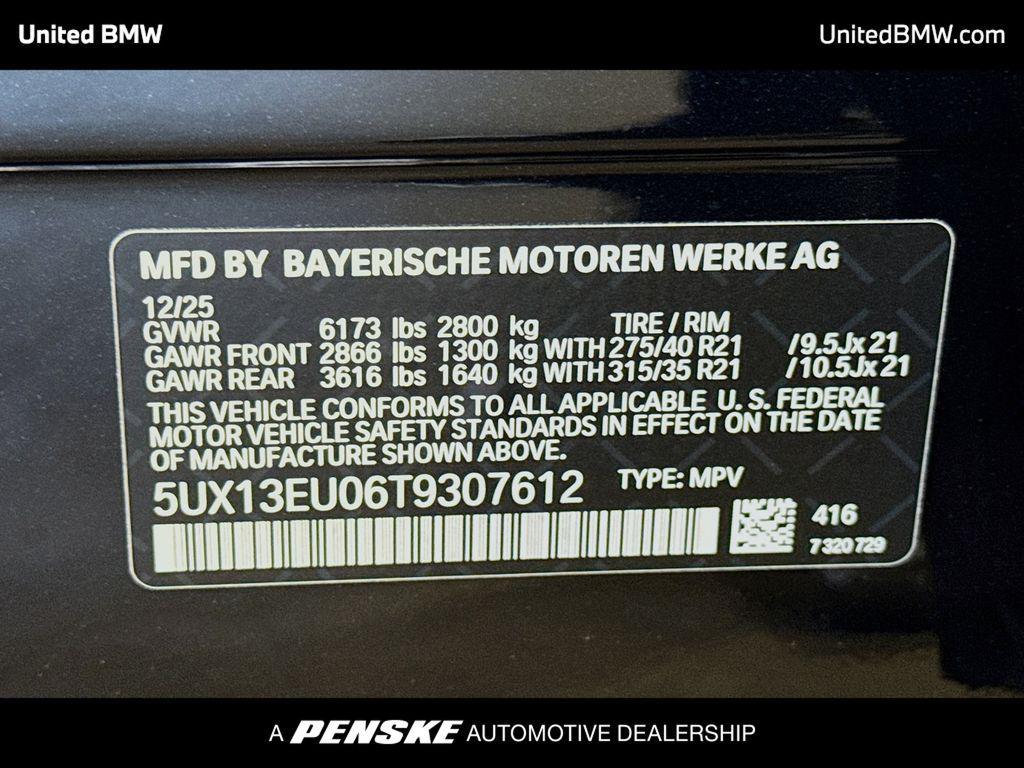 United BMW
UnitedBMW.com
MFD BY BAYERISCHE MOTOREN WERKE AG
12/25
GVWR 6173 lbs 2800 kg TIRE / RIM
GAWR FRONT 2866 lbs 1300 kg WITH 275/40 R21 /9.5Jx21
GAWR REAR 3616 lbs 1640 kg WITH 315/35 R21 /10.5Jx21
THIS VEHICLE CONFORMS TO ALL APPLICABLE U. S. FEDERAL
MOTOR VEHICLE SAFETY STANDARDS IN EFFECT ON THE DATE
OF MANUFACTURE SHOWN ABOVE.
5UX13EU06T9307612 TYPE: MPV
416
7 320 729
A PENSKE AUTOMOTIVE DEALERSHIP